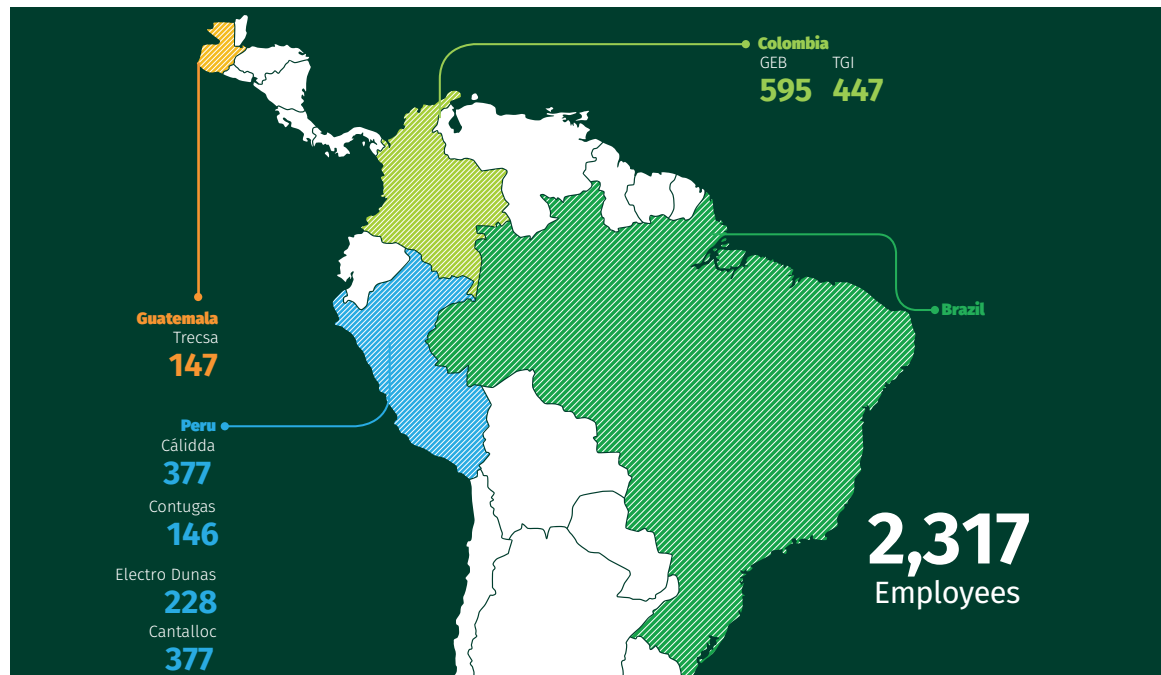 Colombia
GEB TGI
595 447
Brazil
Guatemala
Trecsa
147
Peru
Cálidda
377
Contugas
146
Electro Dunas
228
Cantalloc
377
2,317
Employees